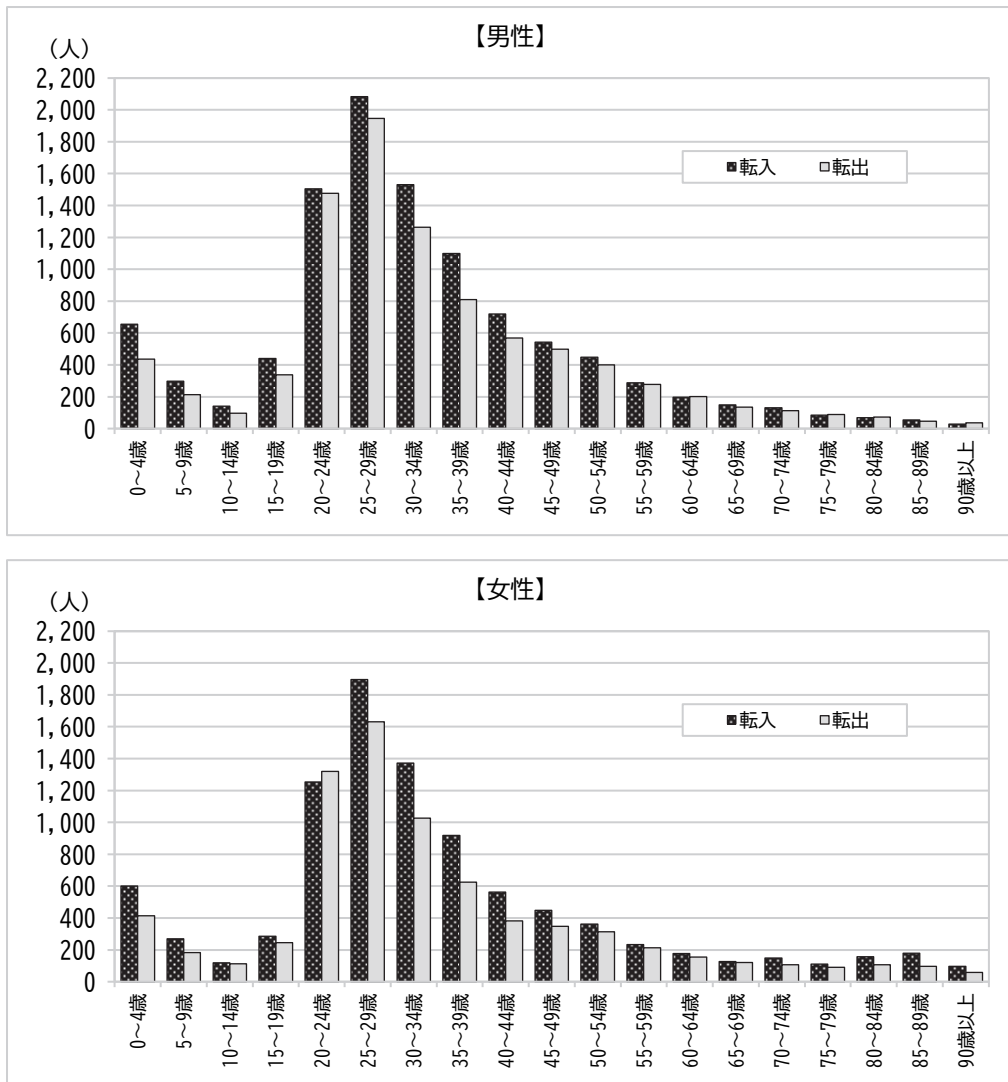 【男性】
(人)
2,200
2,000
1,800
1,600
1,400
1,200
1,000
800
600
400
200
0
転入 転出
0～4歳
5～9歳
10～14歳
15～19歳
20～24歳
25～29歳
30～34歳
35～39歳
40～44歳
45～49歳
50～54歳
55～59歳
60～64歳
65～69歳
70～74歳
75～79歳
80～84歳
85～89歳
90歳以上
【女性】
(人)
2,200
2,000
1,800
1,600
1,400
1,200
1,000
800
600
400
200
0
転入 転出
0～4歳
5～9歳
10～14歳
15～19歳
20～24歳
25～29歳
30～34歳
35～39歳
40～44歳
45～49歳
50～54歳
55～59歳
60～64歳
65～69歳
70～74歳
75～79歳
80～84歳
85～89歳
90歳以上